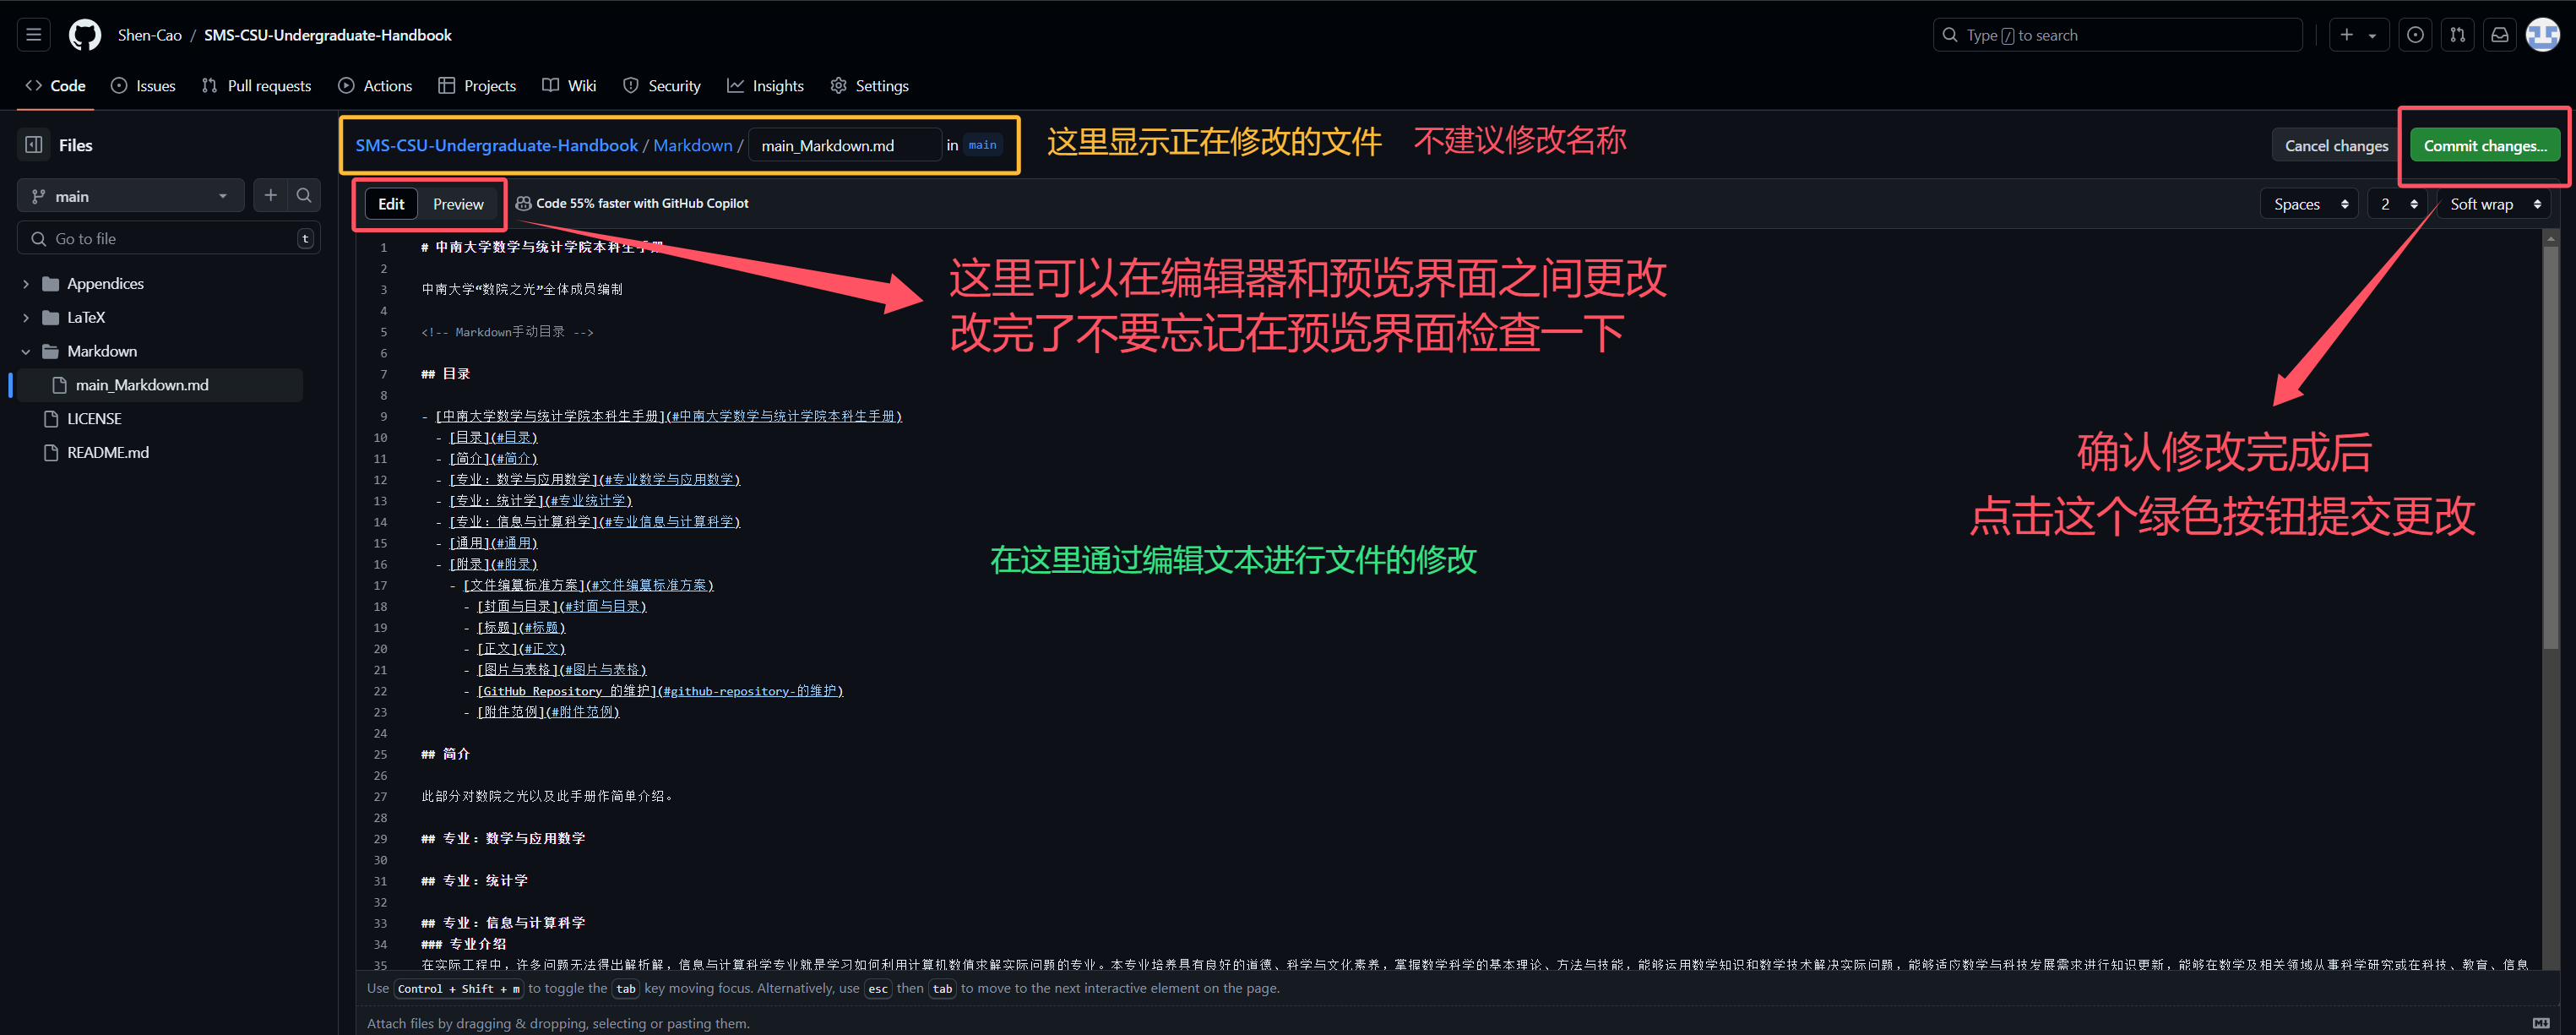 Shen-Cao / SMS-CSU-Undergraduate-Handbook
Type / to search
Code Issues Pull requests Actions Projects Wiki Security Insights Settings
Files
SMS-CSU-Undergraduate-Handbook / Markdown / main_Markdown.md in main
这里显示正在修改的文件 不建议修改名称
Cancel changes Commit changes...
main
Edit Preview Code 55% faster with GitHub Copilot
Spaces 2 Soft wrap
Go to file t
Appendices
LaTeX
Markdown
main_Markdown.md
LICENSE
README.md
1 # 中南大学数学与统计学院本科生手册
2
3 中南大学“数院之光”全体成员编制
4
5 <!-- Markdown手动目录 -->
6
7 ## 目录
8
9 - [中南大学数学与统计学院本科生手册](#中南大学数学与统计学院本科生手册)
10 - [目录](#目录)
11 - [简介](#简介)
12 - [专业：数学与应用数学](#专业数学与应用数学)
13 - [专业：统计学](#专业统计学)
14 - [专业：信息与计算科学](#专业信息与计算科学)
15 - [通用](#通用)
16 - [附录](#附录)
17 - [文件编篡标准方案](#文件编篡标准方案)
18 - [封面与目录](#封面与目录)
19 - [标题](#标题)
20 - [正文](#正文)
21 - [图片与表格](#图片与表格)
22 - [GitHub Repository 的维护](#github-repository-的维护)
23 - [附件范例](#附件范例)
24
25 ## 简介
26
27 此部分对数院之光以及此手册作简单介绍。
28
29 ## 专业：数学与应用数学
30
31 ## 专业：统计学
32
33 ## 专业：信息与计算科学
34 ### 专业介绍
35 在实际工程中，许多问题无法得出解析解，信息与计算科学专业就是学习如何利用计算机数值求解实际问题的专业。本专业培养具有良好的道德、科学与文化素养，掌握数学科学的基本理论、方法与技能，能够运用数学知识和数学技术解决实际问题，能够适应数学与科技发展需求进行知识更新，能够在数学及相关领域从事科学研究或在科技、教育、信息
这里可以在编辑器和预览界面之间更改
改完了不要忘记在预览界面检查一下
确认修改完成后
点击这个绿色按钮提交更改
在这里通过编辑文本进行文件的修改
Use Control + Shift + m to toggle the tab key moving focus. Alternatively, use esc then tab to move to the next interactive element on the page.
Attach files by dragging & dropping, selecting or pasting them.